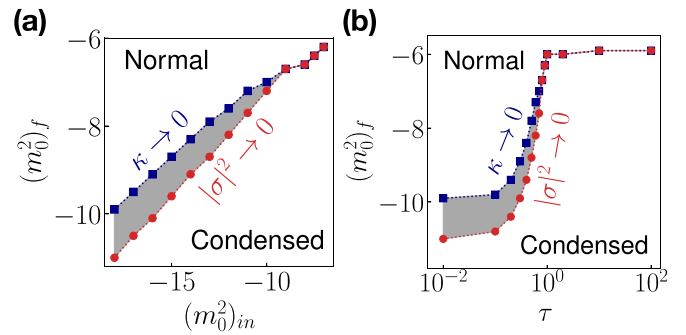 (a)
(m_0^2)_f
−6
−8
−10
−15
−10
(m_0^2)_{in}
Normal
κ → 0
|σ|^2 → 0
Condensed
(b)
(m_0^2)_f
−6
−8
−10
10^{−2}
10^0
10^2
τ
Normal
κ → 0
|σ|^2 → 0
Condensed